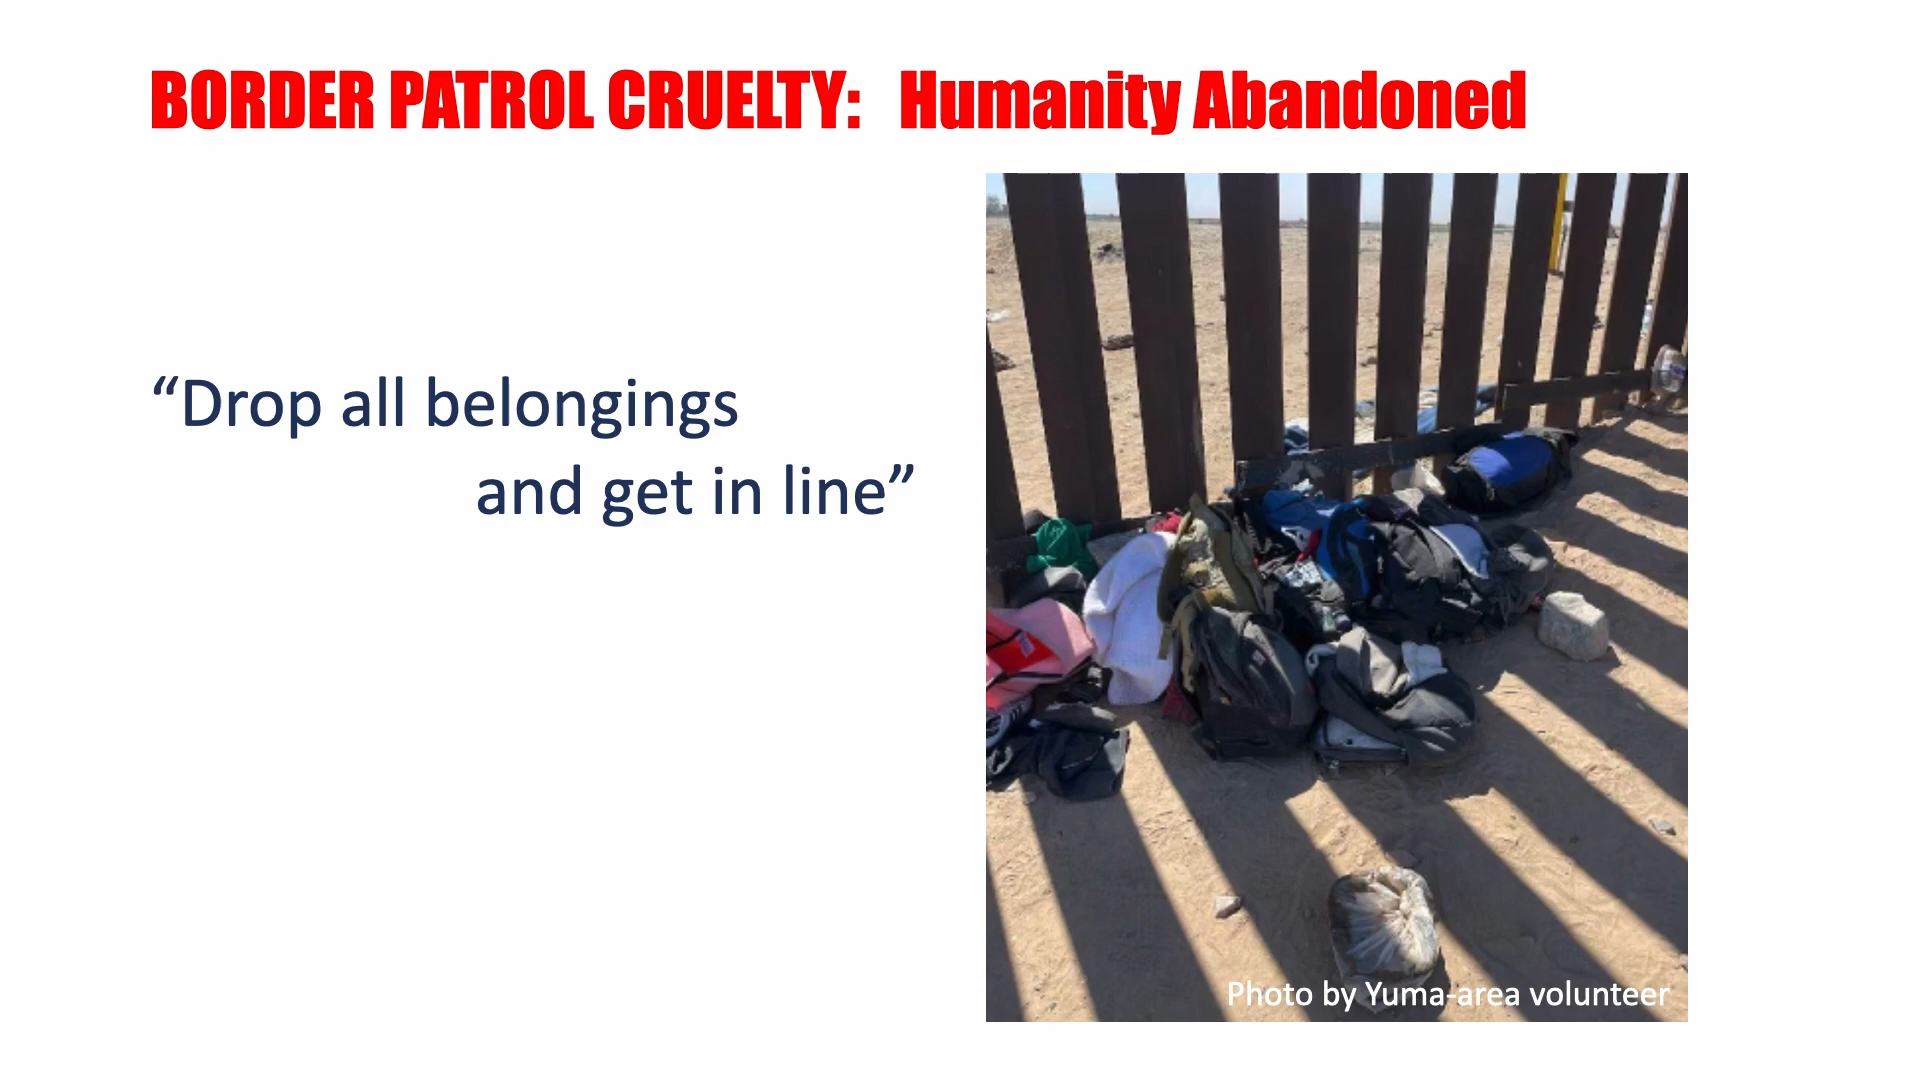 BORDER PATROL CRUELTY: Humanity Abandoned
“Drop all belongings
and get in line”
Photo by Yuma-area volunteer